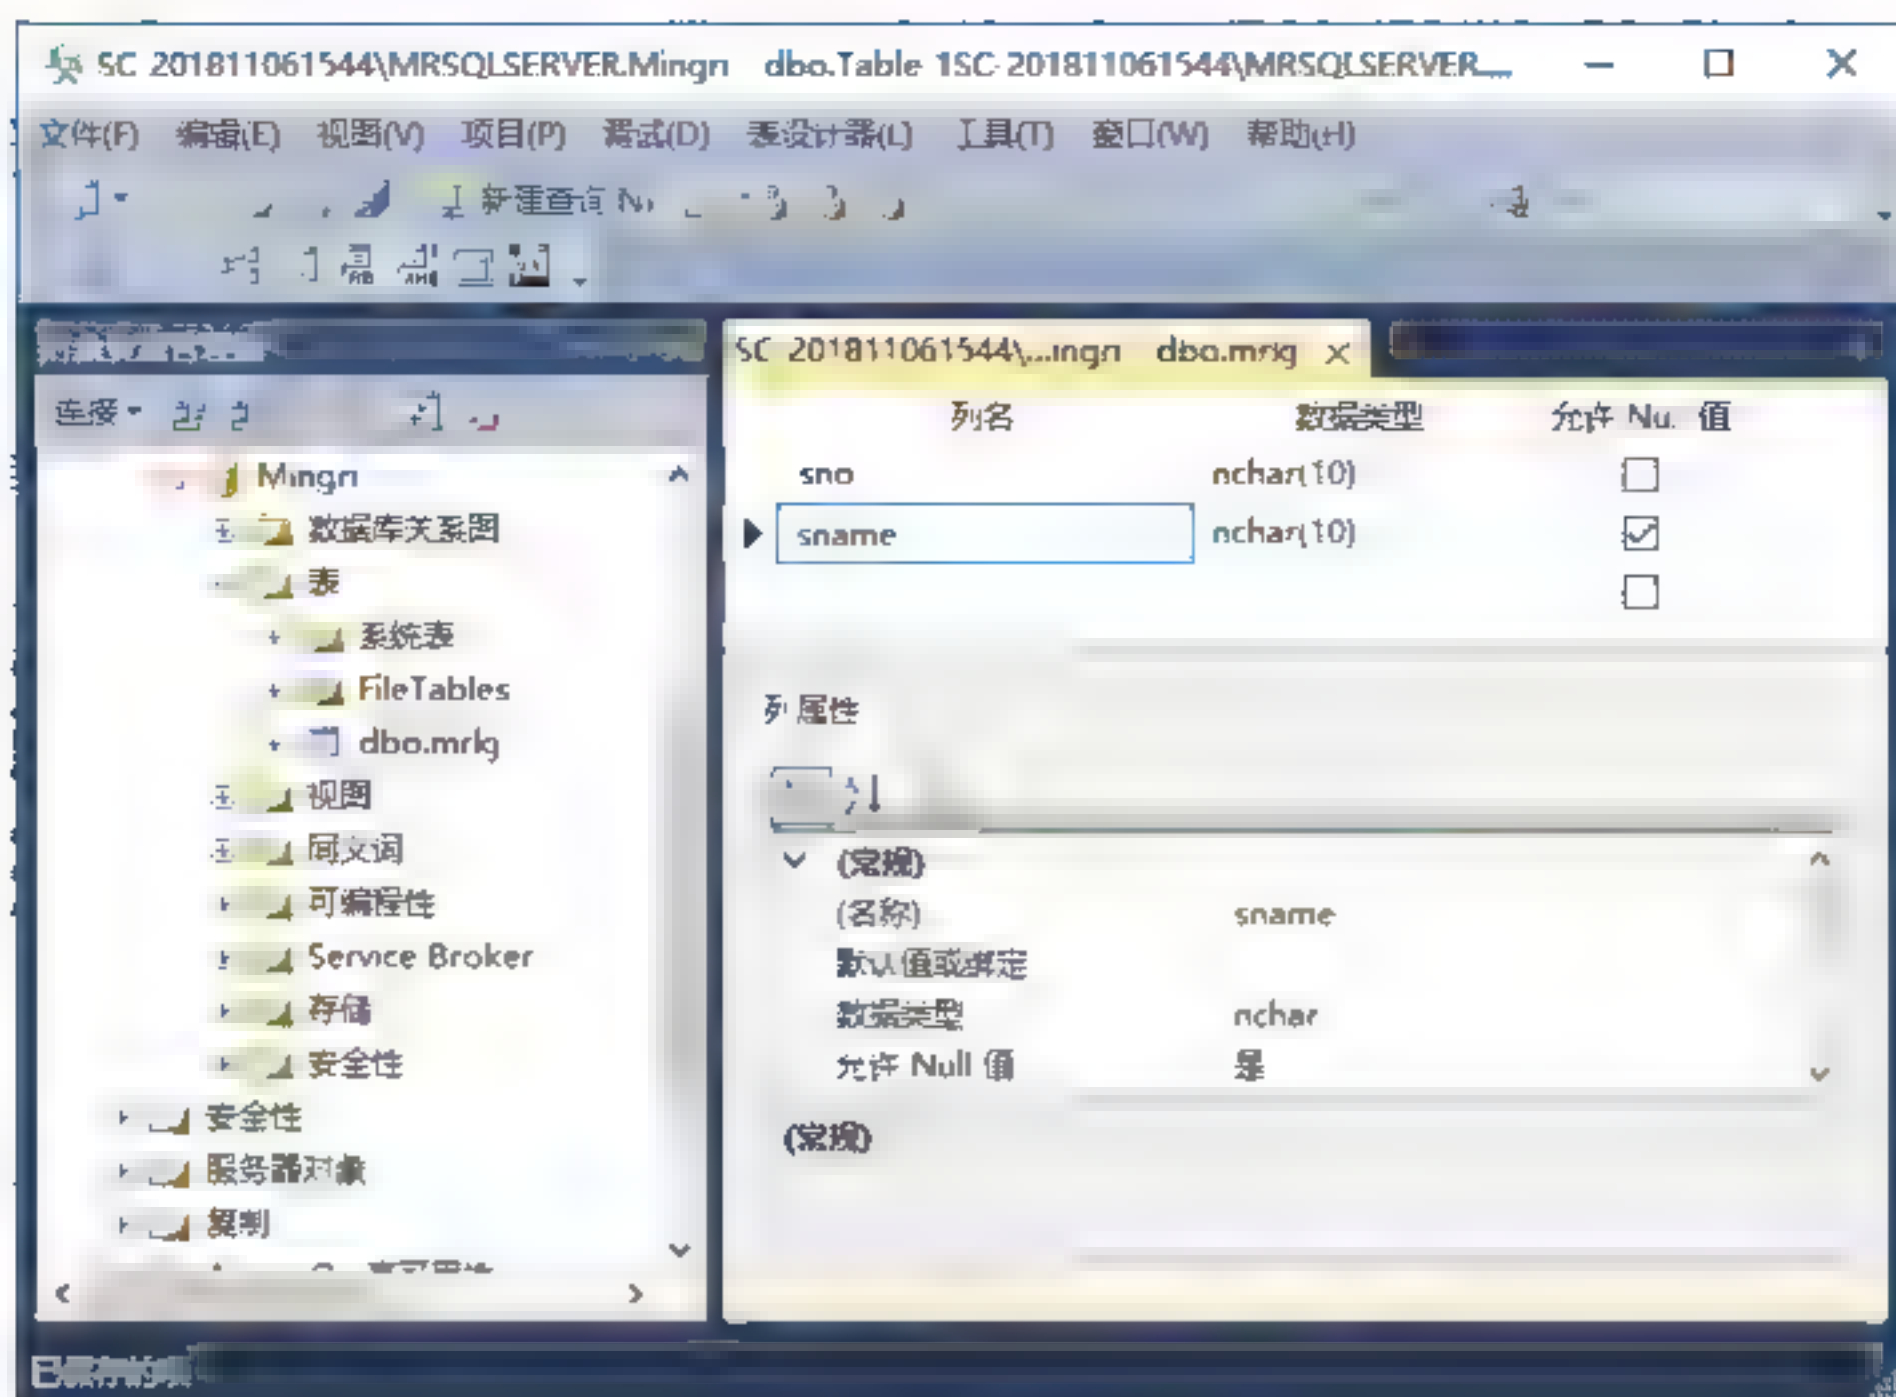 SC 201811061544\MRSQLSERVER.Mingri dbo.Table 1SC-201811061544\MRSQLSERVER....
文件(F) 编辑(E) 视图(V) 项目(P) 调试(D) 表设计器(L) 工具(T) 窗口(W) 帮助(H)
新建查询
SC 201811061544\...ingri dbo.mrkj
连接
列名 数据类型 允许 Nu. 值
sno nchar(10)
sname nchar(10)
Mingri
数据库关系图
表
系统表
FileTables
dbo.mrkj
视图
同义词
可编程性
Service Broker
存储
安全性
安全性
服务器对象
复制
列属性
(常规)
(名称) sname
默认值或绑定
数据类型 nchar
允许 Null 值 是
(常规)